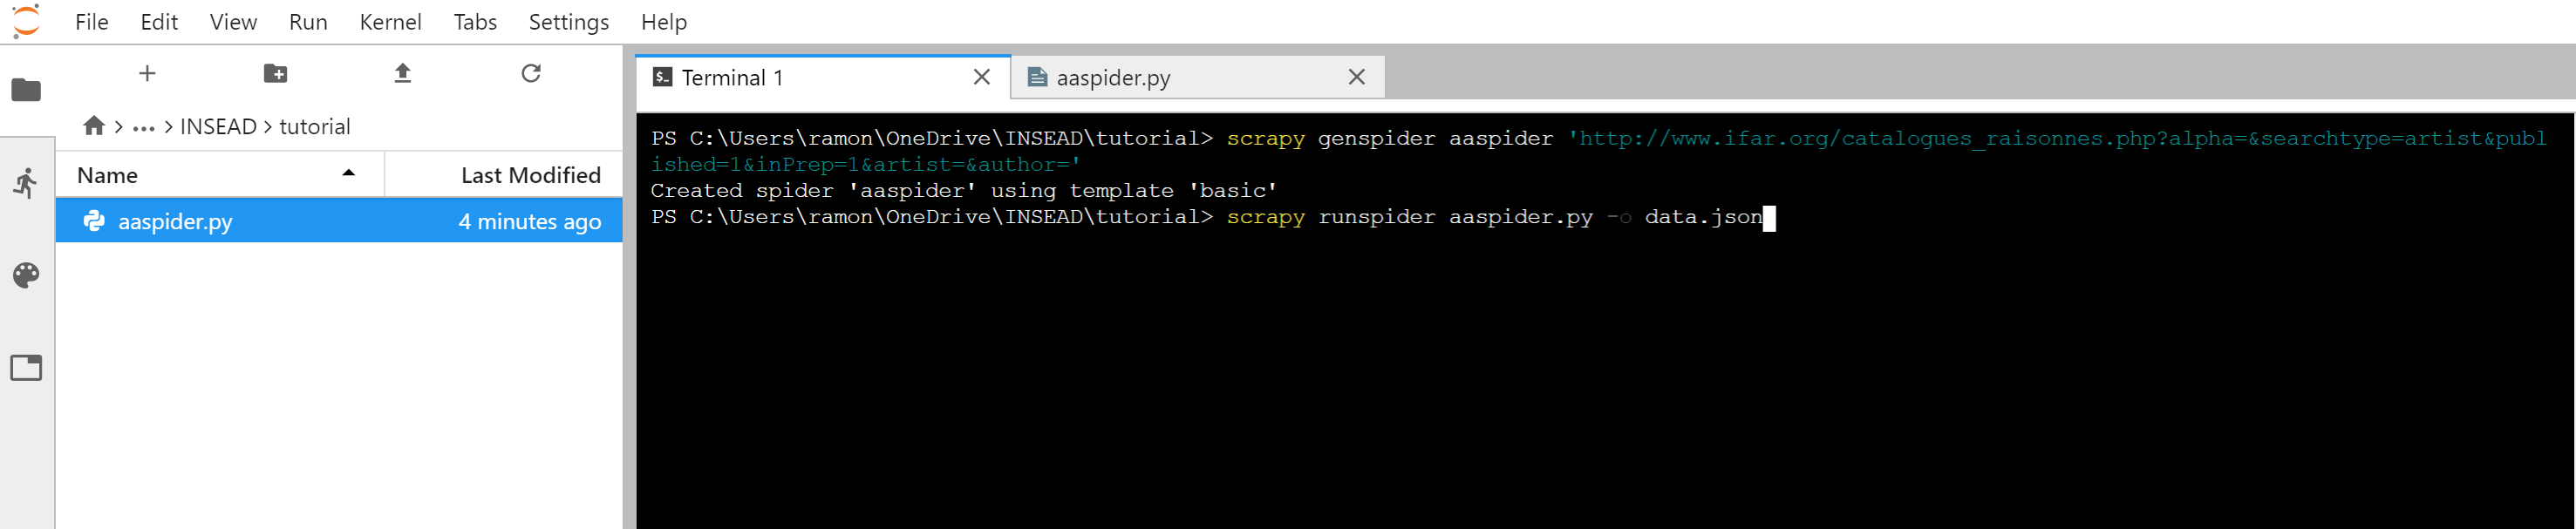 File Edit View Run Kernel Tabs Settings Help
Terminal 1
aaspider.py
... > INSEAD > tutorial
Name Last Modified
aaspider.py 4 minutes ago
PS C:\Users\ramon\OneDrive\INSEAD\tutorial> scrapy genspider aaspider 'http://www.ifar.org/catalogues_raisonnes.php?alpha=&searchtype=artist&publ
ished=1&inPrep=1&artist=&author='
Created spider 'aaspider' using template 'basic'
PS C:\Users\ramon\OneDrive\INSEAD\tutorial> scrapy runspider aaspider.py -o data.json